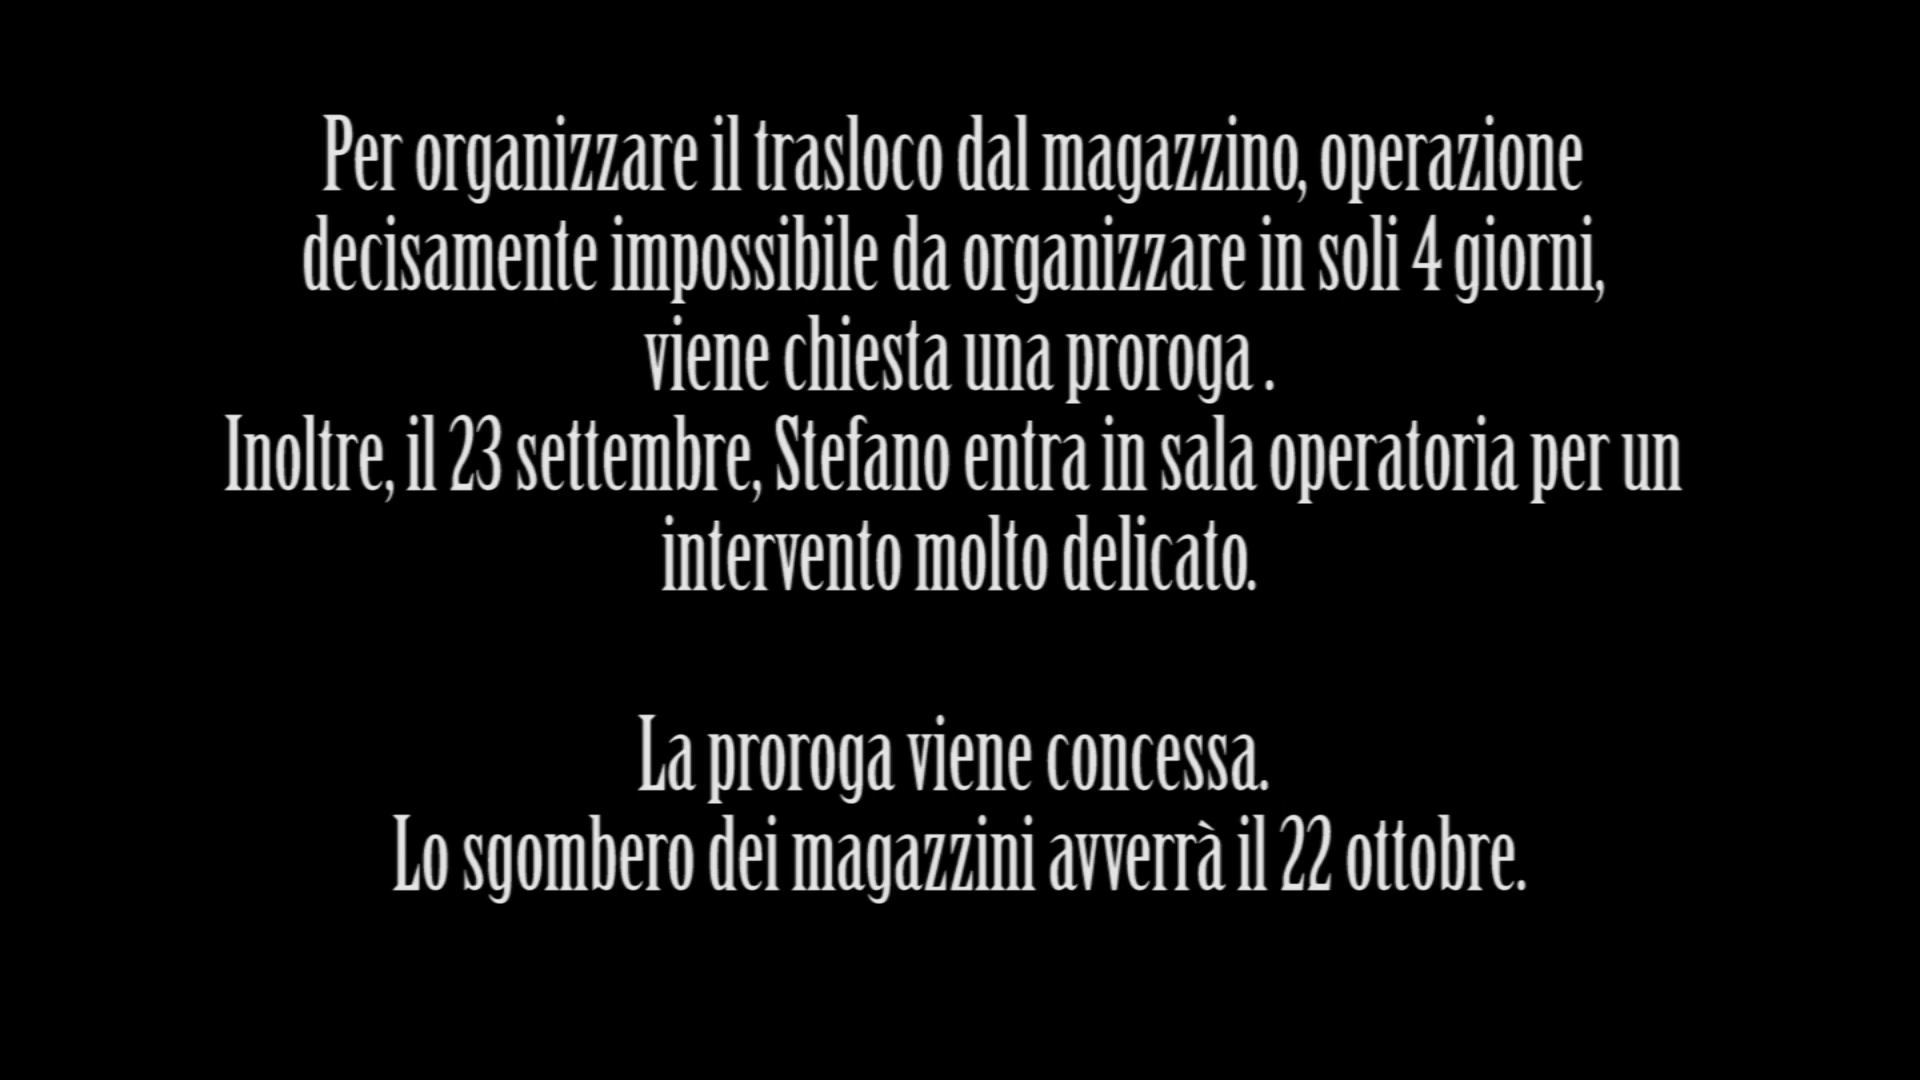 Per organizzare il trasloco dal magazzino, operazione
decisamente impossibile da organizzare in soli 4 giorni,
viene chiesta una proroga .
Inoltre, il 23 settembre, Stefano entra in sala operatoria per un
intervento molto delicato.
La proroga viene concessa.
Lo sgombero dei magazzini avverrà il 22 ottobre.